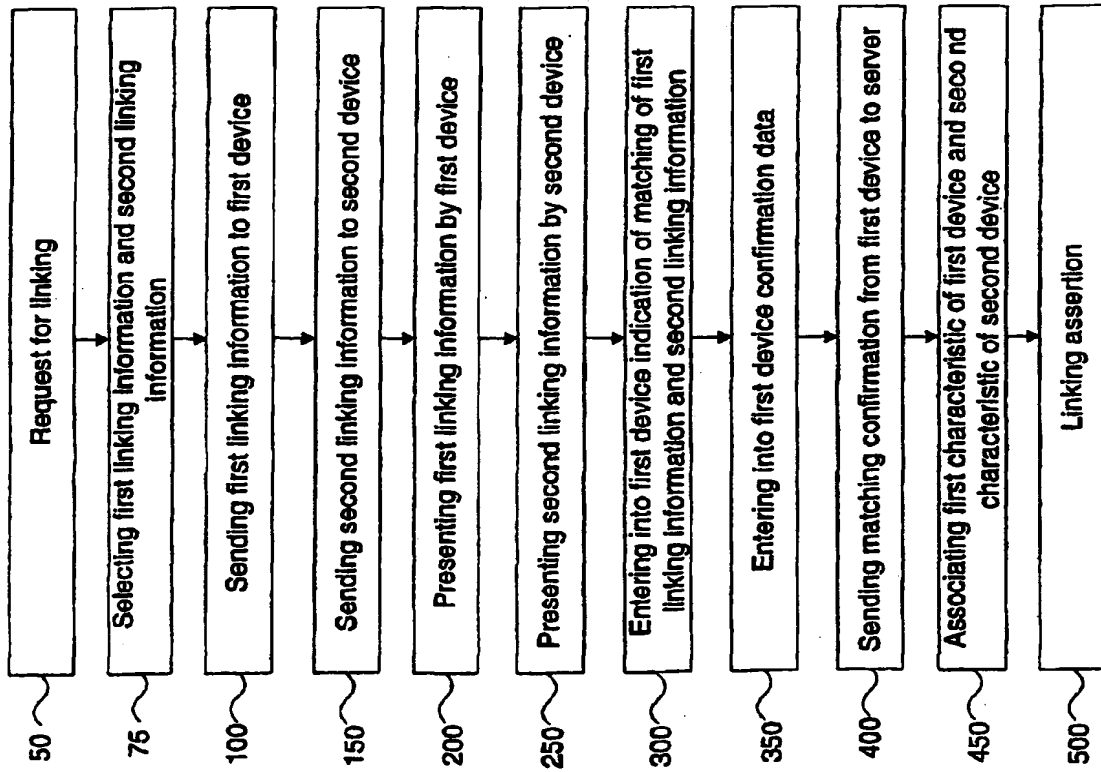 50
Request for linking
75
Selecting first linking information and second linking
information
100
Sending first linking information to first device
150
Sending second linking information to second device
200
Presenting first linking information by first device
250
Presenting second linking information by second device
300
Entering into first device indication of matching of first
linking information and second linking information
350
Entering into first device confirmation data
400
Sending matching confirmation from first device to server
450
Associating first characteristic of first device and second
characteristic of second device
500
Linking assertion